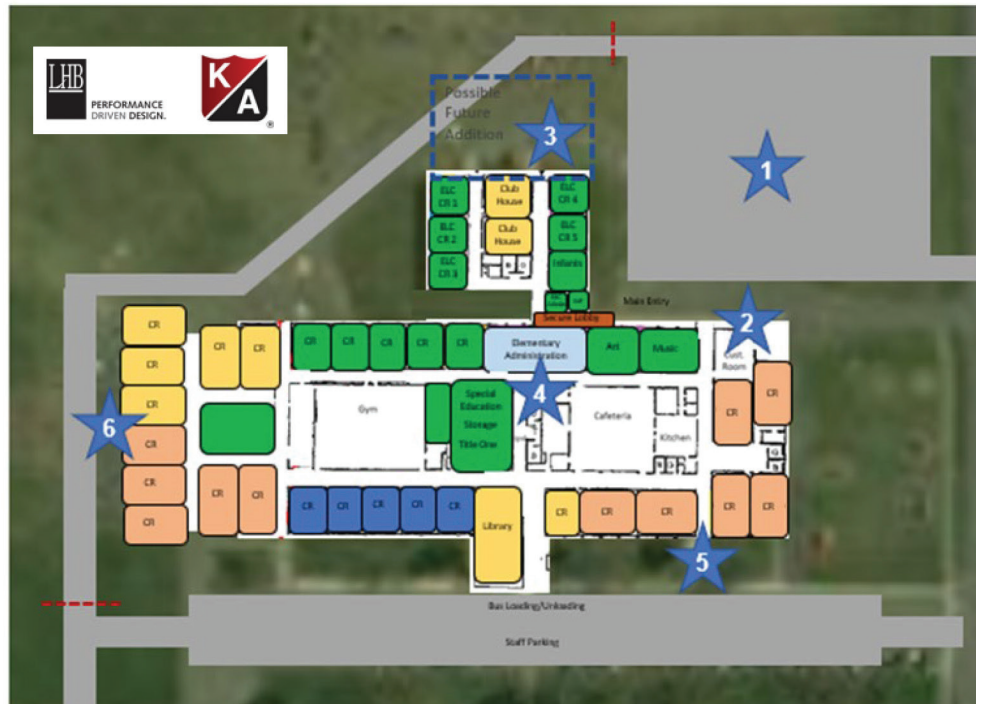 LHB
PERFORMANCE
DRIVEN DESIGN.
K
A
®
Possible
Future
Addition
3
1
ELC
CR 1
Club
House
ELC
CR 4
ELC
CR 2
Club
House
ELC
CR 5
ELC
CR 3
Infants
Main Entry
Secure Lobby
2
CR
CR
CR
CR
CR
CR
CR
CR
Elementary
Administration
Art
Music
Cust.
Room
CR
4
CR
CR
Gym
Special
Education
Storage
Title One
Cafeteria
Kitchen
CR
6
CR
CR
CR
CR
CR
CR
CR
CR
CR
CR
CR
Library
CR
CR
CR
CR
CR
CR
5
Bus Loading/Unloading
Staff Parking